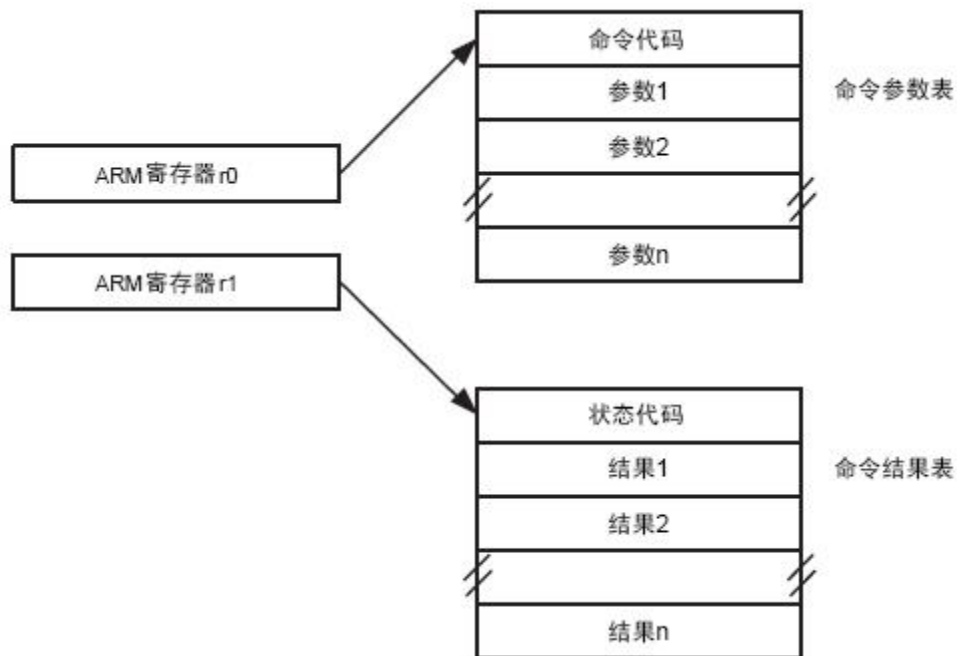 命令代码
参数1
命令参数表
参数2
ARM寄存器r0
参数n
ARM寄存器r1
状态代码
结果1
命令结果表
结果2
结果n